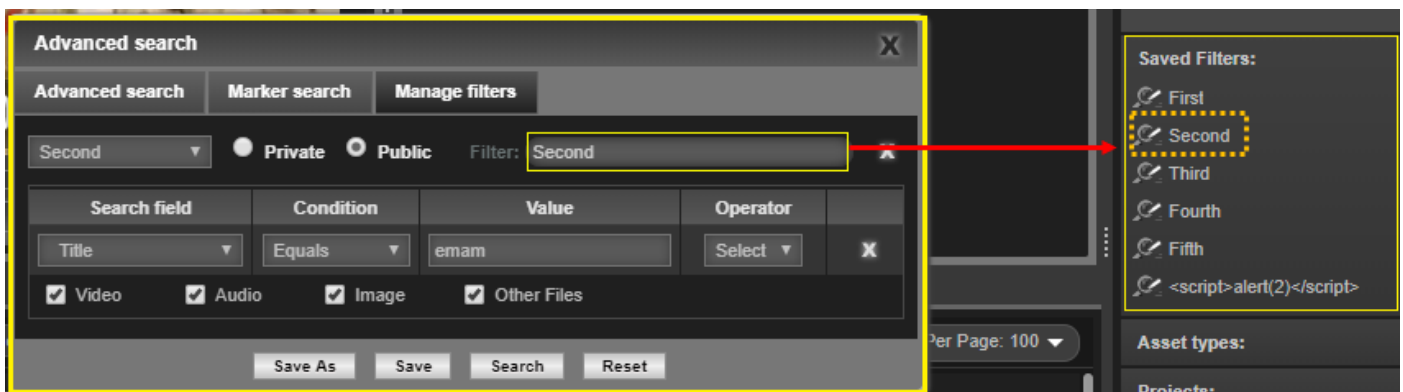 Advanced search X
Advanced search Marker search Manage filters
Second Private Public Filter: Second X
Search field Condition Value Operator
Title Equals emam Select X
Video Audio Image Other Files
Save As Save Search Reset
Per Page: 100
Saved Filters:
First
Second
Third
Fourth
Fifth
<script>alert(2)</script>
Asset types:
Projects: